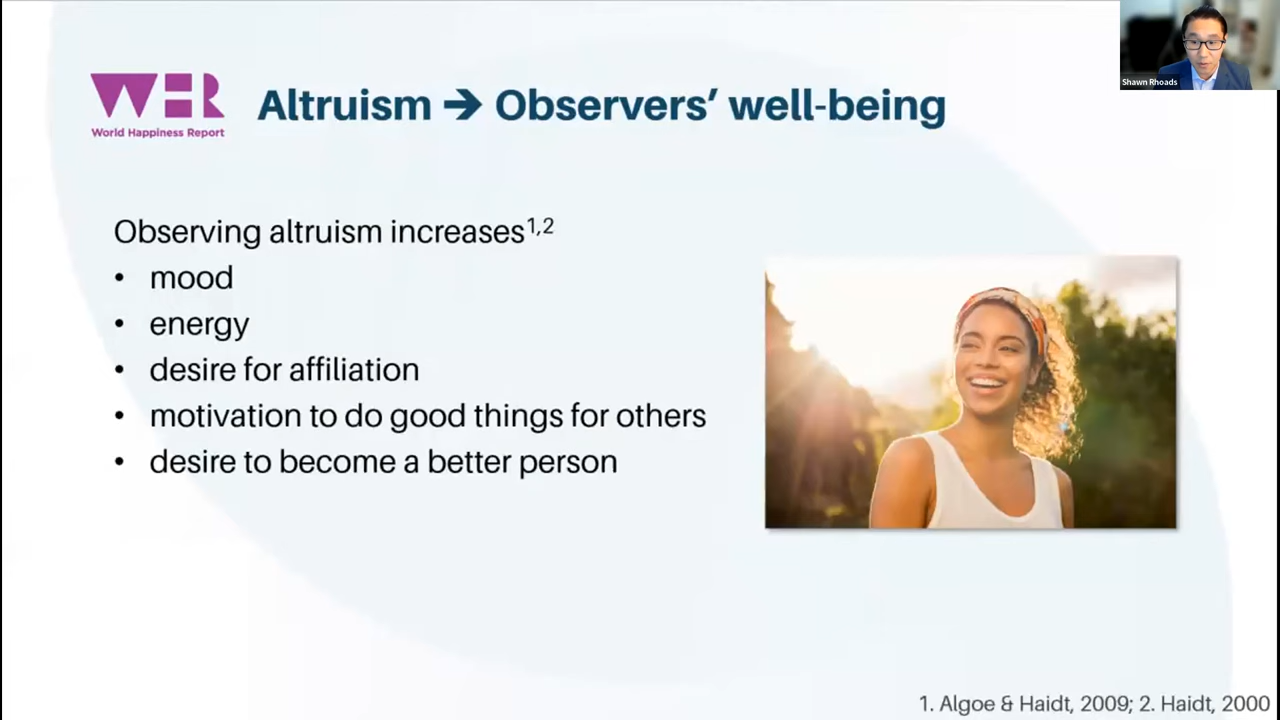 Shawn Rhoads
WHR
World Happiness Report
Altruism ➔ Observers’ well-being
Observing altruism increases1,2
• mood
• energy
• desire for affiliation
• motivation to do good things for others
• desire to become a better person
1. Algoe & Haidt, 2009; 2. Haidt, 2000